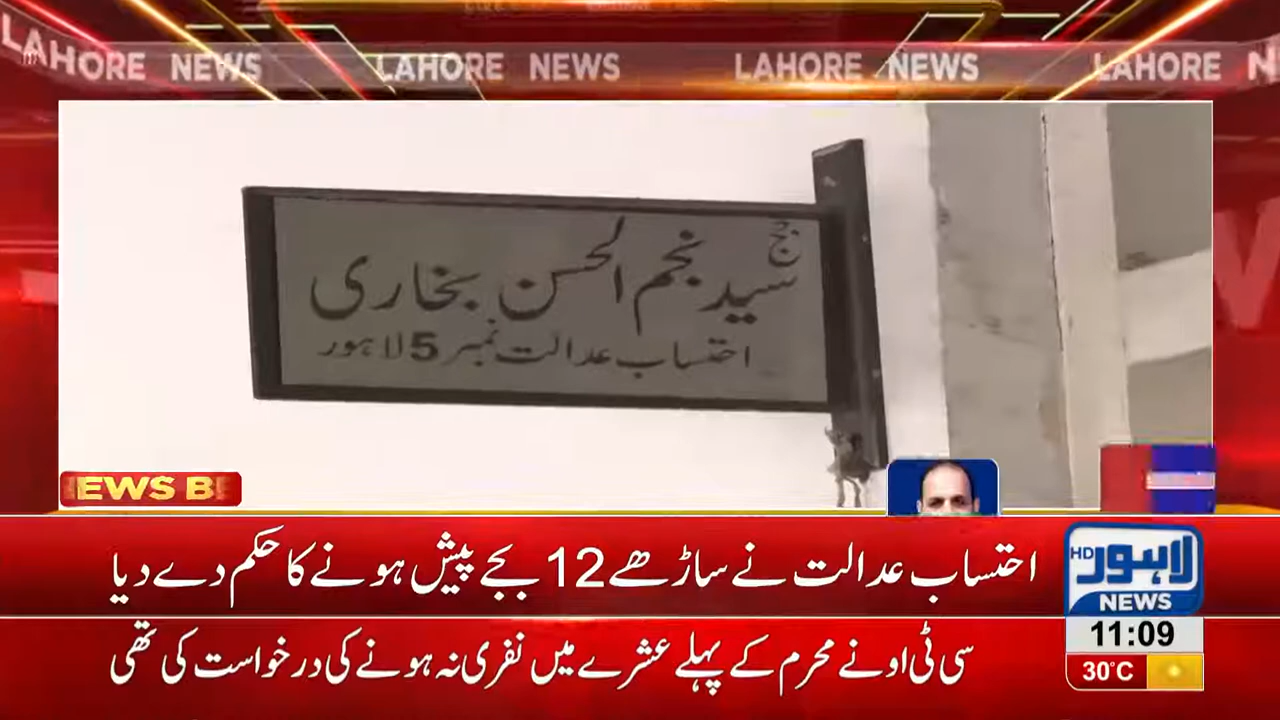 LAHORE NEWS LAHORE NEWS LAHORE NEWS LAHORE N
جج
سید نجم الحسن بخاری
احتساب عدالت نمبر 5 لاہور
EWS B
احتساب عدالت نے ساڑھے 12 بجے پیش ہونے کا حکم دے دیا
سی ٹی او نے محرم کے پہلے عشرے میں نفری نہ ہونے کی درخواست کی تھی
لاہور HD
NEWS
11:09
30°C